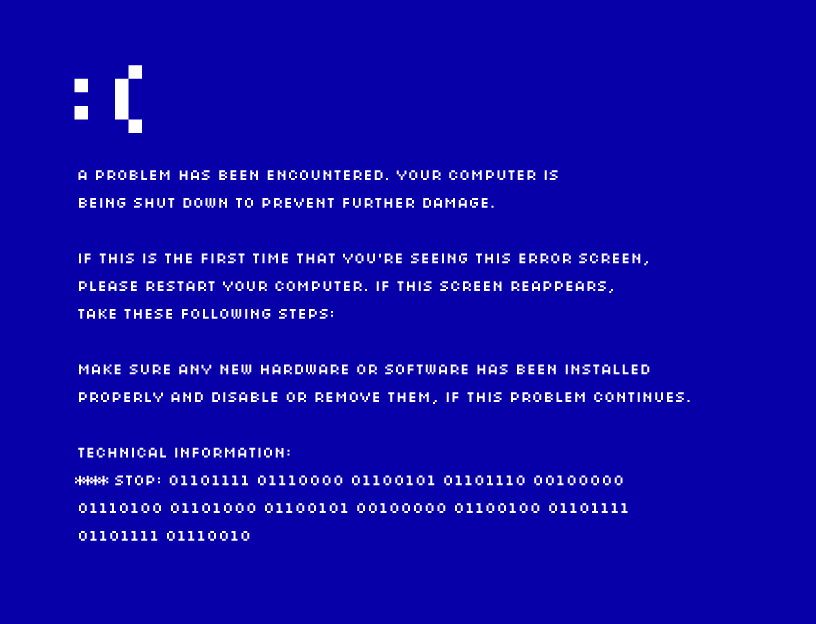 :(
A PROBLEM HAS BEEN ENCOUNTERED. YOUR COMPUTER IS
BEING SHUT DOWN TO PREVENT FURTHER DAMAGE.
IF THIS IS THE FIRST TIME THAT YOU'RE SEEING THIS ERROR SCREEN,
PLEASE RESTART YOUR COMPUTER. IF THIS SCREEN REAPPEARS,
TAKE THESE FOLLOWING STEPS:
MAKE SURE ANY NEW HARDWARE OR SOFTWARE HAS BEEN INSTALLED
PROPERLY AND DISABLE OR REMOVE THEM, IF THIS PROBLEM CONTINUES.
TECHNICAL INFORMATION:
**** STOP: 01101111 01110000 01100101 01101110 00100000
01110100 01101000 01100101 00100000 01100100 01101111
01101111 01110010